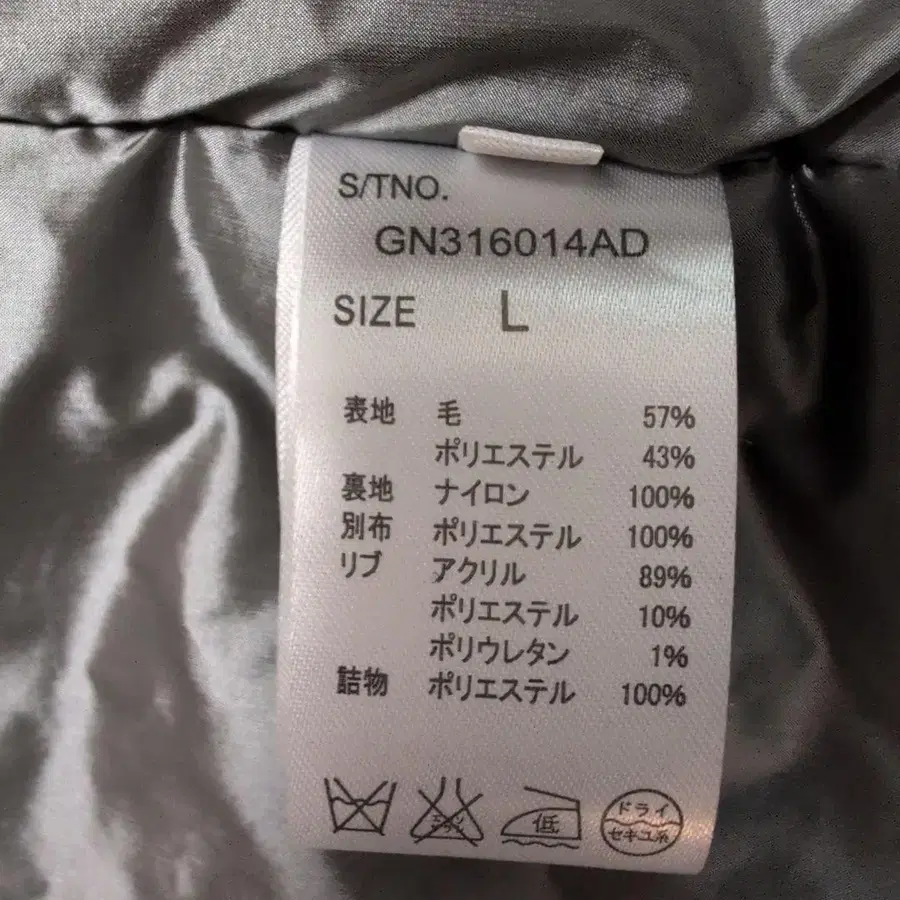 S/TNO.
GN316014AD
SIZE L
表地 毛 57%
ポリエステル 43%
裏地 ナイロン 100%
別布 ポリエステル 100%
リブ アクリル 89%
ポリエステル 10%
ポリウレタン 1%
詰物 ポリエステル 100%
低
ドライ
セキユ系